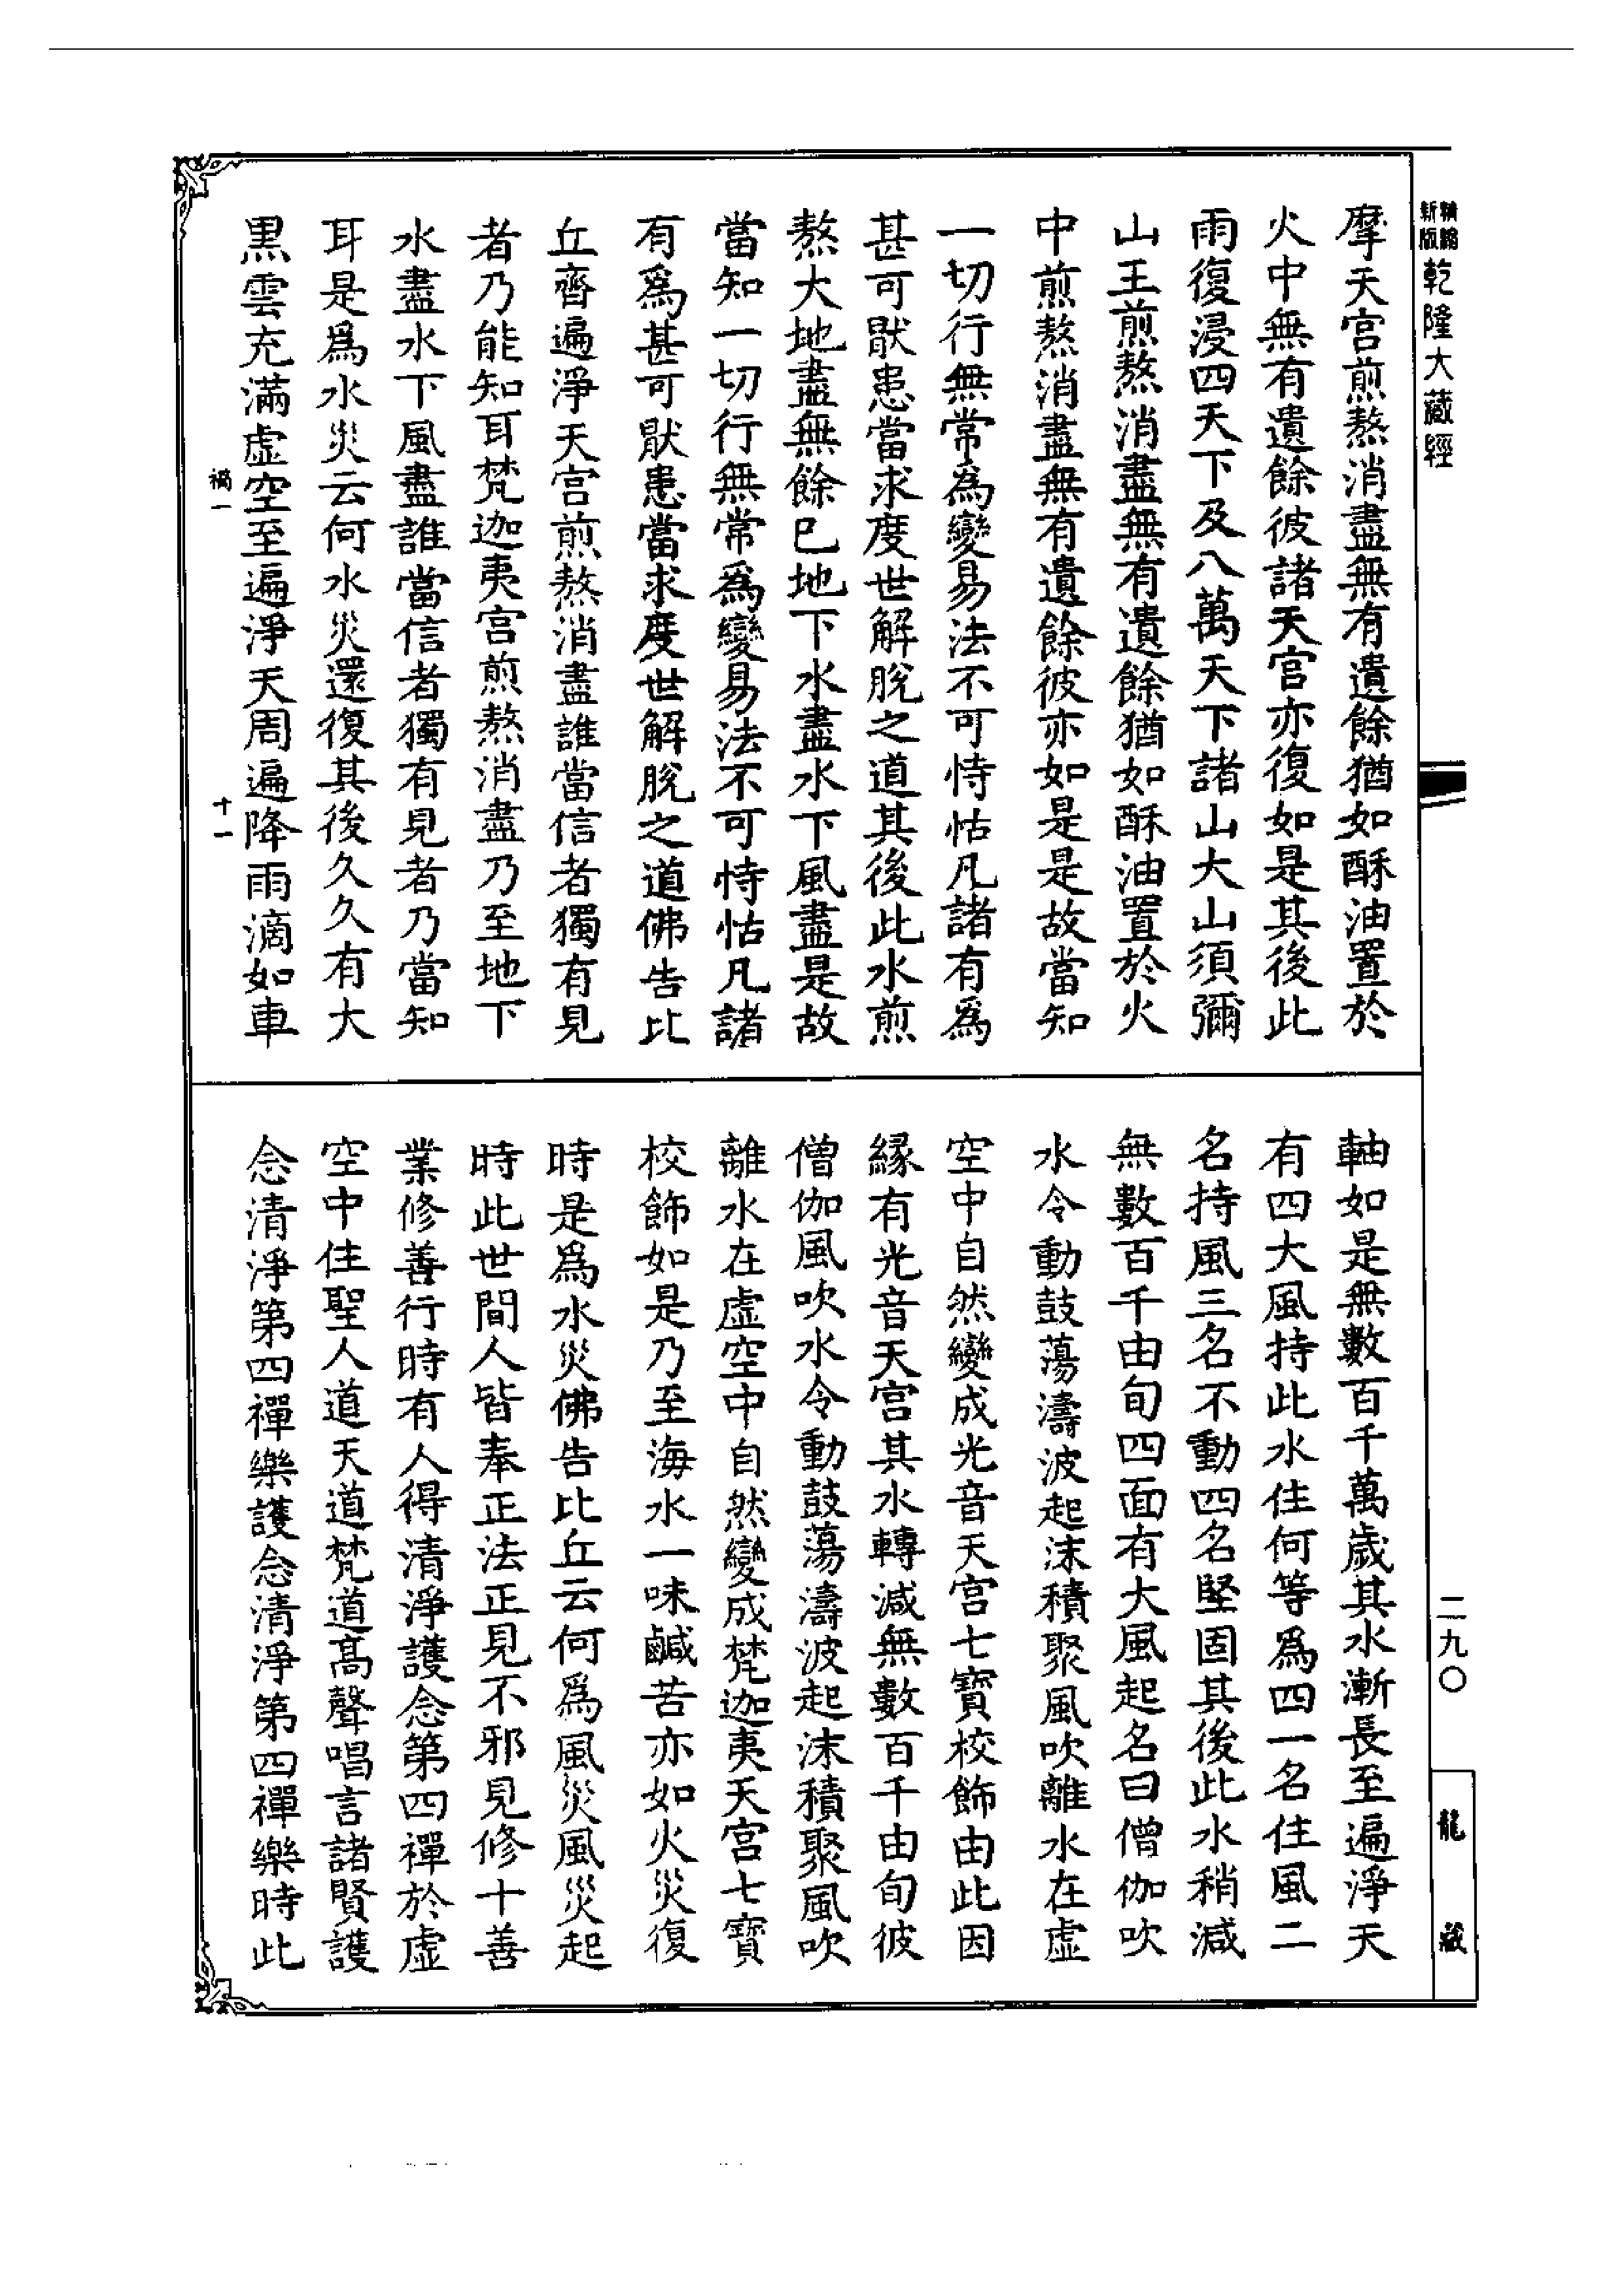 新版精縮乾隆大藏經
二九〇
龍藏
摩天宮煎熬消盡無有遺餘猶如酥油置於
火中無有遺餘彼諸天宮亦復如是其後此
雨復浸四天下及八萬天下諸山大山須彌
山王煎熬消盡無有遺餘猶如酥油置於火
中煎熬消盡無有遺餘彼亦如是是故當知
一切行無常為變易法不可恃怙凡諸有為
甚可猒患當求度世解脫之道其後此水煎
熬大地盡無餘已地下水盡水下風盡是故
當知一切行無常為變易法不可恃怙凡諸
有為甚可猒患當求度世解脫之道佛告比
丘齊遍淨天宮煎熬消盡誰當信者獨有見
者乃能知耳梵迦夷宮煎熬消盡乃至地下
水盡水下風盡誰當信者獨有見者乃當知
耳是為水災云何水災還復其後久久有大
黑雲充滿虛空至遍淨天周遍降雨滴如車
軸如是無數百千萬歲其水漸長至遍淨天
有四大風持此水住何等為四一名住風二
名持風三名不動四名堅固其後此水稍減
無數百千由旬四面有大風起名曰僧伽吹
水令動鼓蕩濤波起沫積聚風吹離水在虛
空中自然變成光音天宮七寶校飾由此因
緣有光音天宮其水轉減無數百千由旬彼
僧伽風吹水令動鼓蕩濤波起沫積聚風吹
離水在虛空中自然變成梵迦夷天宮七寶
校飾如是乃至海水一味鹹苦亦如火災復
時是為水災佛告比丘云何為風災風災起
時此世間人皆奉正法正見不邪見修十善
業修善行時有人得清淨護念第四禪於虛
空中住聖人道天道梵道高聲唱言諸賢護
念清淨第四禪樂護念清淨第四禪樂時此
十一